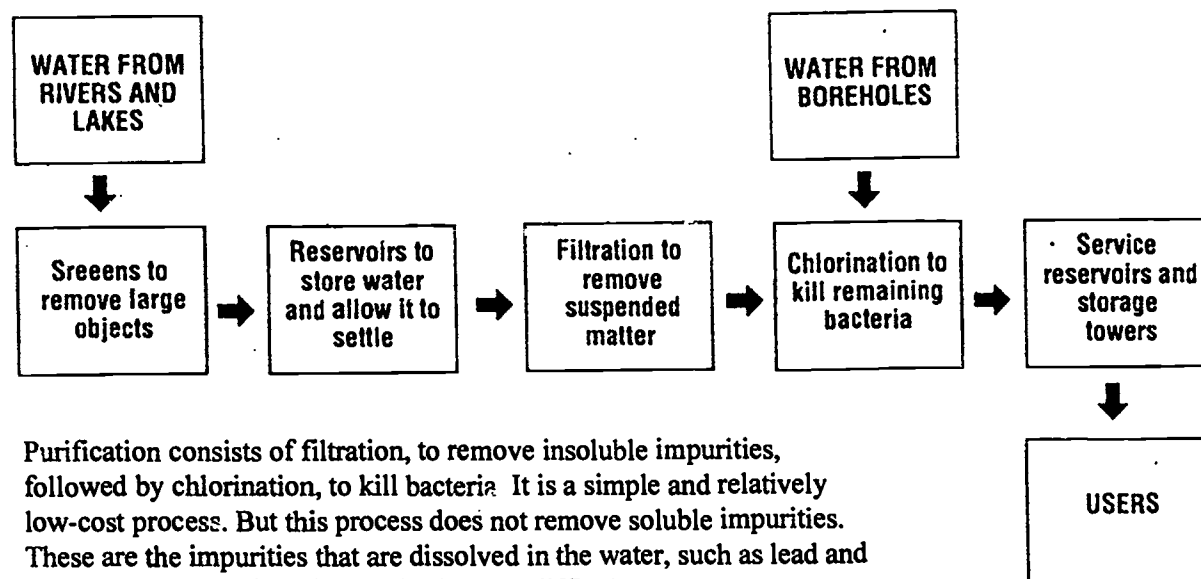 WATER FROM
RIVERS AND
LAKES
WATER FROM
BOREHOLES
Sreeens to
remove large
objects
Reservoirs to
store water
and allow it to
settle
Filtration to
remove
suspended
matter
Chlorination to
kill remaining
bacteria
Service
reservoirs and
storage
towers
USERS
Purification consists of filtration, to remove insoluble impurities,
followed by chlorination, to kill bacteria It is a simple and relatively
low-cost process. But this process does not remove soluble impurities.
These are the impurities that are dissolved in the water, such as lead and